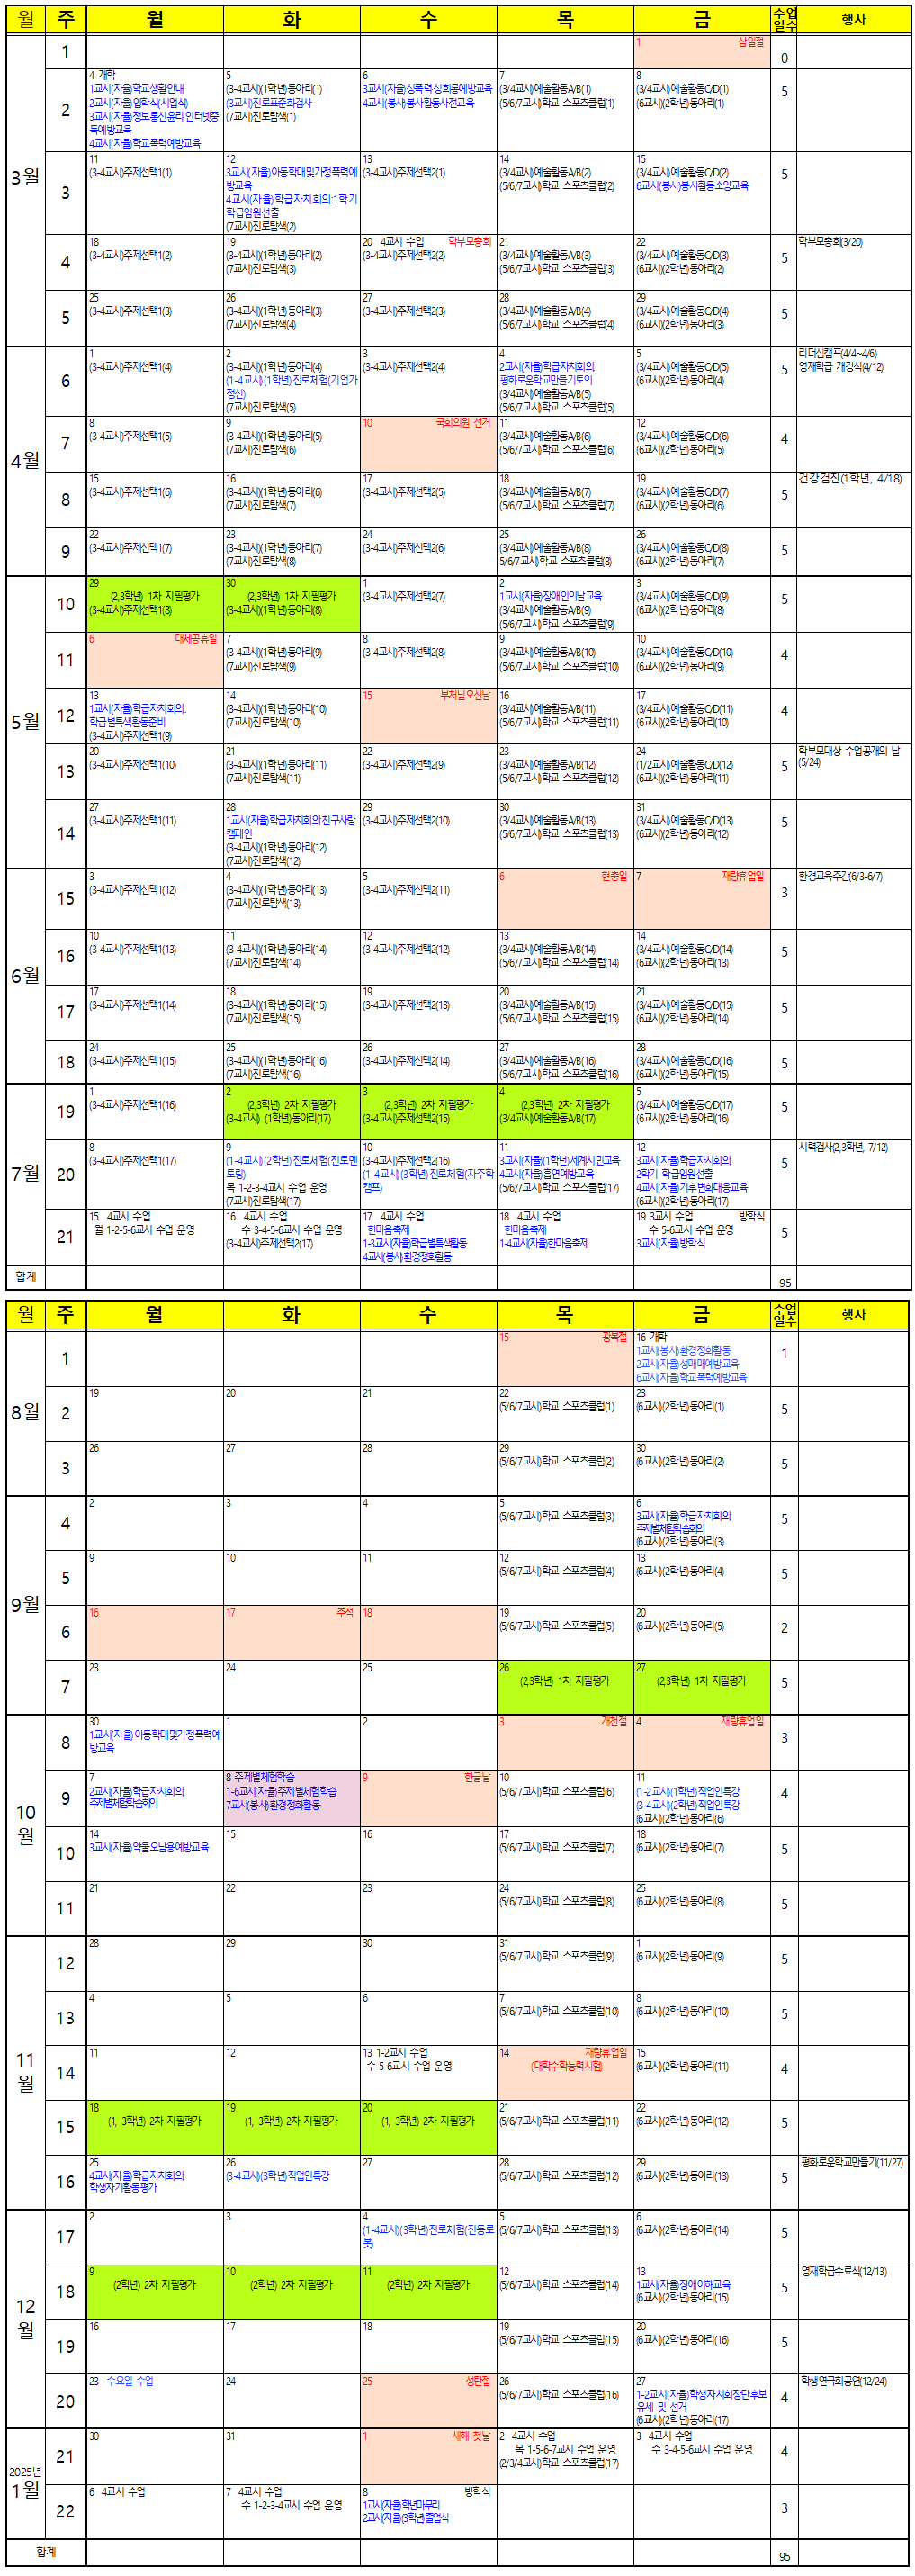 월 주 월 화 수 목 금 수업일수 행사
3월
1
1 삼일절
0
2
4 개학
1교시(자율)학교생활안내
2교시(자율)입학식(시업식)
3교시(자율)정보통신윤리·인터넷중
독예방교육
4교시(자율)학교폭력예방교육
5
(3-4교시)(1학년)동아리(1)
(3교시)진로표준화검사
(7교시)진로탐색(1)
6
3교시(자율)성폭력·성희롱예방교육
4교시(봉사)봉사활동사전교육
7
(3/4교시)예술활동A/B(1)
(5/6/7교시)학교 스포츠클럽(1)
8
(3/4교시)예술활동C/D(1)
(6교시)(2학년)동아리(1)
5
3
11
(3-4교시)주제선택1(1)
12
3교시(자율)아동학대및가정폭력예
방교육
4교시(자율)학급자치회의:1학기
학급임원선출
(7교시)진로탐색(2)
13
(3-4교시)주제선택2(1)
14
(3/4교시)예술활동A/B(2)
(5/6/7교시)학교 스포츠클럽(2)
15
(3/4교시)예술활동C/D(2)
6교시(봉사)봉사활동소양교육
5
4
18
(3-4교시)주제선택1(2)
19
(3-4교시)(1학년)동아리(2)
(7교시)진로탐색(3)
20 4교시 수업 학부모총회
(3-4교시)주제선택2(2)
21
(3/4교시)예술활동A/B(3)
(5/6/7교시)학교 스포츠클럽(3)
22
(3/4교시)예술활동C/D(3)
(6교시)(2학년)동아리(2)
5
학부모총회(3/20)
5
25
(3-4교시)주제선택1(3)
26
(3-4교시)(1학년)동아리(3)
(7교시)진로탐색(4)
27
(3-4교시)주제선택2(3)
28
(3/4교시)예술활동A/B(4)
(5/6/7교시)학교 스포츠클럽(4)
29
(3/4교시)예술활동C/D(4)
(6교시)(2학년)동아리(3)
5
4월
6
1
(3-4교시)주제선택1(4)
2
(3-4교시)(1학년)동아리(4)
(1-4교시)(1학년)진로체험(기업가
정신)
(7교시)진로탐색(5)
3
(3-4교시)주제선택2(4)
4
2교시(자율)학급자치회의:
평화로운학교만들기토의
(3/4교시)예술활동A/B(5)
(5/6/7교시)학교 스포츠클럽(5)
5
(3/4교시)예술활동C/D(5)
(6교시)(2학년)동아리(4)
5
리더십캠프(4/4~4/6)
영재학급 개강식(4/12)
7
8
(3-4교시)주제선택1(5)
9
(3-4교시)(1학년)동아리(5)
(7교시)진로탐색(6)
10 국회의원 선거
11
(3/4교시)예술활동A/B(6)
(5/6/7교시)학교 스포츠클럽(6)
12
(3/4교시)예술활동C/D(6)
(6교시)(2학년)동아리(5)
4
8
15
(3-4교시)주제선택1(6)
16
(3-4교시)(1학년)동아리(6)
(7교시)진로탐색(7)
17
(3-4교시)주제선택2(5)
18
(3/4교시)예술활동A/B(7)
(5/6/7교시)학교 스포츠클럽(7)
19
(3/4교시)예술활동C/D(7)
(6교시)(2학년)동아리(6)
5
건강검진(1학년, 4/18)
9
22
(3-4교시)주제선택1(7)
23
(3-4교시)(1학년)동아리(7)
(7교시)진로탐색(8)
24
(3-4교시)주제선택2(6)
25
(3/4교시)예술활동A/B(8)
5/6/7교시)학교 스포츠클럽(8)
26
(3/4교시)예술활동C/D(8)
(6교시)(2학년)동아리(7)
5
5월
10
29
(2,3학년) 1차 지필평가
(3-4교시)주제선택1(8)
30
(2,3학년) 1차 지필평가
(3-4교시)(1학년)동아리(8)
1
(3-4교시)주제선택2(7)
2
1교시(자율)장애인의날교육
(3/4교시)예술활동A/B(9)
(5/6/7교시)학교 스포츠클럽(9)
3
(3/4교시)예술활동C/D(9)
(6교시)(2학년)동아리(8)
5
11
6 대체공휴일
7
(3-4교시)(1학년)동아리(9)
(7교시)진로탐색(9)
8
(3-4교시)주제선택2(8)
9
(3/4교시)예술활동A/B(10)
(5/6/7교시)학교 스포츠클럽(10)
10
(3/4교시)예술활동C/D(10)
(6교시)(2학년)동아리(9)
4
12
13
1교시(자율)학급자치회의:
학급별특색활동준비
(3-4교시)주제선택1(9)
14
(3-4교시)(1학년)동아리(10)
(7교시)진로탐색(10)
15 부처님오신날
16
(3/4교시)예술활동A/B(11)
(5/6/7교시)학교 스포츠클럽(11)
17
(3/4교시)예술활동C/D(11)
(6교시)(2학년)동아리(10)
4
13
20
(3-4교시)주제선택1(10)
21
(3-4교시)(1학년)동아리(11)
(7교시)진로탐색(11)
22
(3-4교시)주제선택2(9)
23
(3/4교시)예술활동A/B(12)
(5/6/7교시)학교 스포츠클럽(12)
24
(1/2교시)예술활동C/D(12)
(6교시)(2학년)동아리(11)
5
학부모대상 수업공개의 날
(5/24)
14
27
(3-4교시)주제선택1(11)
28
1교시(자율)학급자치회의:친구사랑
캠페인
(3-4교시)(1학년)동아리(12)
(7교시)진로탐색(12)
29
(3-4교시)주제선택2(10)
30
(3/4교시)예술활동A/B(13)
(5/6/7교시)학교 스포츠클럽(13)
31
(3/4교시)예술활동C/D(13)
(6교시)(2학년)동아리(12)
5
6월
15
3
(3-4교시)주제선택1(12)
4
(3-4교시)(1학년)동아리(13)
(7교시)진로탐색(13)
5
(3-4교시)주제선택2(11)
6 현충일
7 재량휴업일
3
환경교육주간(6/3-6/7)
16
10
(3-4교시)주제선택1(13)
11
(3-4교시)(1학년)동아리(14)
(7교시)진로탐색(14)
12
(3-4교시)주제선택2(12)
13
(3/4교시)예술활동A/B(14)
(5/6/7교시)학교 스포츠클럽(14)
14
(3/4교시)예술활동C/D(14)
(6교시)(2학년)동아리(13)
5
17
17
(3-4교시)주제선택1(14)
18
(3-4교시)(1학년)동아리(15)
(7교시)진로탐색(15)
19
(3-4교시)주제선택2(13)
20
(3/4교시)예술활동A/B(15)
(5/6/7교시)학교 스포츠클럽(15)
21
(3/4교시)예술활동C/D(15)
(6교시)(2학년)동아리(14)
5
18
24
(3-4교시)주제선택1(15)
25
(3-4교시)(1학년)동아리(16)
(7교시)진로탐색(16)
26
(3-4교시)주제선택2(14)
27
(3/4교시)예술활동A/B(16)
(5/6/7교시)학교 스포츠클럽(16)
28
(3/4교시)예술활동C/D(16)
(6교시)(2학년)동아리(15)
5
7월
19
1
(3-4교시)주제선택1(16)
2
(2,3학년) 2차 지필평가
(3-4교시) (1학년)동아리(17)
3
(2,3학년) 2차 지필평가
(3-4교시)주제선택2(15)
4
(2,3학년) 2차 지필평가
(3/4교시)예술활동A/B(17)
5
(3/4교시)예술활동C/D(17)
(6교시)(2학년)동아리(16)
5
20
8
(3-4교시)주제선택1(17)
9
(1-4교시)(2학년)진로체험(진로멘
토링)
목 1-2-3-4교시 수업 운영
(7교시)진로탐색(17)
10
(3-4교시)주제선택2(16)
(1-4교시)(3학년)진로체험(자주학
캠프)
11
3교시(자율)(1학년)세계시민교육
4교시(자율)흡연예방교육
(5/6/7교시)학교 스포츠클럽(17)
12
3교시(자율)학급자치회의:
2학기 학급임원선출
4교시(자율)기후변화대응교육
(6교시)(2학년)동아리(17)
5
시력검사(2,3학년, 7/12)
21
15 4교시 수업
월 1-2-5-6교시 수업 운영
16 4교시 수업
수 3-4-5-6교시 수업 운영
(3-4교시)주제선택2(17)
17 4교시 수업
한마음축제
1-3교시(자율)학급별특색활동
4교시(봉사)환경정화활동
18 4교시 수업
한마음축제
1-4교시(자율)한마음축제
19 3교시 수업 방학식
수 5-6교시 수업 운영
3교시(자율)방학식
5
합계
95
월 주 월 화 수 목 금 수업일수 행사
8월
1
15 광복절
16 개학
1교시(봉사)환경정화활동
2교시(자율)성매매예방교육
6교시(자율)학교폭력예방교육
1
2
19
20
21
22
(5/6/7교시)학교 스포츠클럽(1)
23
(6교시)(2학년)동아리(1)
5
3
26
27
28
29
(5/6/7교시)학교 스포츠클럽(2)
30
(6교시)(2학년)동아리(2)
5
9월
4
2
3
4
5
(5/6/7교시)학교 스포츠클럽(3)
6
3교시(자율)학급자치회의:
주제별체험학습회의
(6교시)(2학년)동아리(3)
5
5
9
10
11
12
(5/6/7교시)학교 스포츠클럽(4)
13
(6교시)(2학년)동아리(4)
5
6
16
17 추석
18
19
(5/6/7교시)학교 스포츠클럽(5)
20
(6교시)(2학년)동아리(5)
2
7
23
24
25
26
(2,3학년) 1차 지필평가
27
(2,3학년) 1차 지필평가
5
10월
8
30
1교시(자율)아동학대및가정폭력예
방교육
1
2
3 개천절
4 재량휴업일
3
9
7
2교시(자율)학급자치회의:
주제별체험학습회의
8 주제별체험학습
1-6교시(자율)주제별체험학습
7교시(봉사)환경정화활동
9 한글날
10
(5/6/7교시)학교 스포츠클럽(6)
11
(1-2교시)(1학년)직업인특강
(3-4교시)(2학년)직업인특강
(6교시)(2학년)동아리(6)
4
10
14
3교시(자율)약물오남용예방교육
15
16
17
(5/6/7교시)학교 스포츠클럽(7)
18
(6교시)(2학년)동아리(7)
5
11
21
22
23
24
(5/6/7교시)학교 스포츠클럽(8)
25
(6교시)(2학년)동아리(8)
5
11월
12
28
29
30
31
(5/6/7교시)학교 스포츠클럽(9)
1
(6교시)(2학년)동아리(9)
5
13
4
5
6
7
(5/6/7교시)학교 스포츠클럽(10)
8
(6교시)(2학년)동아리(10)
5
14
11
12
13 1-2교시 수업
수 5-6교시 수업 운영
14 재량휴업일
(대학수학능력시험)
15
(6교시)(2학년)동아리(11)
4
15
18
(1, 3학년) 2차 지필평가
19
(1, 3학년) 2차 지필평가
20
(1, 3학년) 2차 지필평가
21
(5/6/7교시)학교 스포츠클럽(11)
22
(6교시)(2학년)동아리(12)
5
16
25
4교시(자율)학급자치회의:
학생자기활동평가
26
(3-4교시)(3학년)직업인특강
27
28
(5/6/7교시)학교 스포츠클럽(12)
29
(6교시)(2학년)동아리(13)
5
평화로운학교만들기(11/27)
12월
17
2
3
4
(1-4교시)(3학년)진로체험(진동로
봇)
5
(5/6/7교시)학교 스포츠클럽(13)
6
(6교시)(2학년)동아리(14)
5
18
9
(2학년) 2차 지필평가
10
(2학년) 2차 지필평가
11
(2학년) 2차 지필평가
12
(5/6/7교시)학교 스포츠클럽(14)
13
1교시(자율)장애이해교육
(6교시)(2학년)동아리(15)
5
영재학급수료식(12/13)
19
16
17
18
19
(5/6/7교시)학교 스포츠클럽(15)
20
(6교시)(2학년)동아리(16)
5
20
23 수요일 수업
24
25 성탄절
26
(5/6/7교시)학교 스포츠클럽(16)
27
1-2교시(자율)학생자치회장단후보
유세 및 선거
(6교시)(2학년)동아리(17)
4
학생연극회공연(12/24)
2025년
1월
21
30
31
1 새해 첫날
2 4교시 수업
목 1-5-6-7교시 수업 운영
(2/3/4교시)학교 스포츠클럽(17)
3 4교시 수업
수 3-4-5-6교시 수업 운영
4
22
6 4교시 수업
7 4교시 수업
수 1-2-3-4교시 수업 운영
8 방학식
1교시(자율)학년마무리
2교시(자율)(3학년)졸업식
3
합계
95